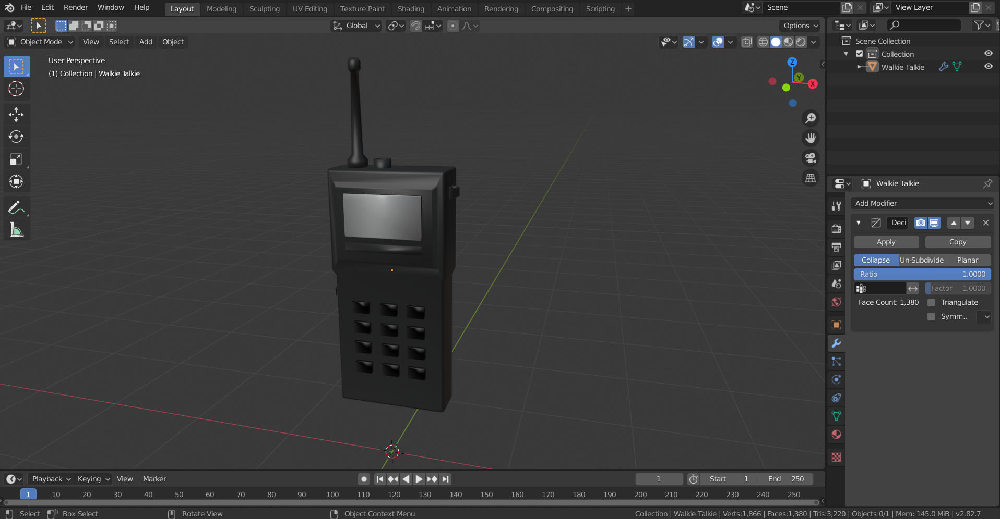 File Edit Render Window Help Layout Modeling Sculpting UV Editing Texture Paint Shading Animation Rendering Compositing Scripting + Scene View Layer
Global Options
Object Mode View Select Add Object
User Perspective
(1) Collection | Walkie Talkie
Z
Y
X
Scene Collection
Collection
Walkie Talkie
Walkie Talkie
Add Modifier
Deci
Apply Copy
Collapse Un-Subdivide Planar
Ratio 1.0000
Factor 1.0000
Face Count: 1,380 Triangulate
Symm..
Playback Keying View Marker 1 Start 1 End 250
1 10 20 30 40 50 60 70 80 90 100 110 120 130 140 150 160 170 180 190 200 210 220 230 240 250
Select Box Select Rotate View Object Context Menu Collection | Walkie Talkie | Verts:1,866 | Faces:1,380 | Tris:3,220 | Objects:0/1 | Mem: 145.0 MiB | v2.82.7